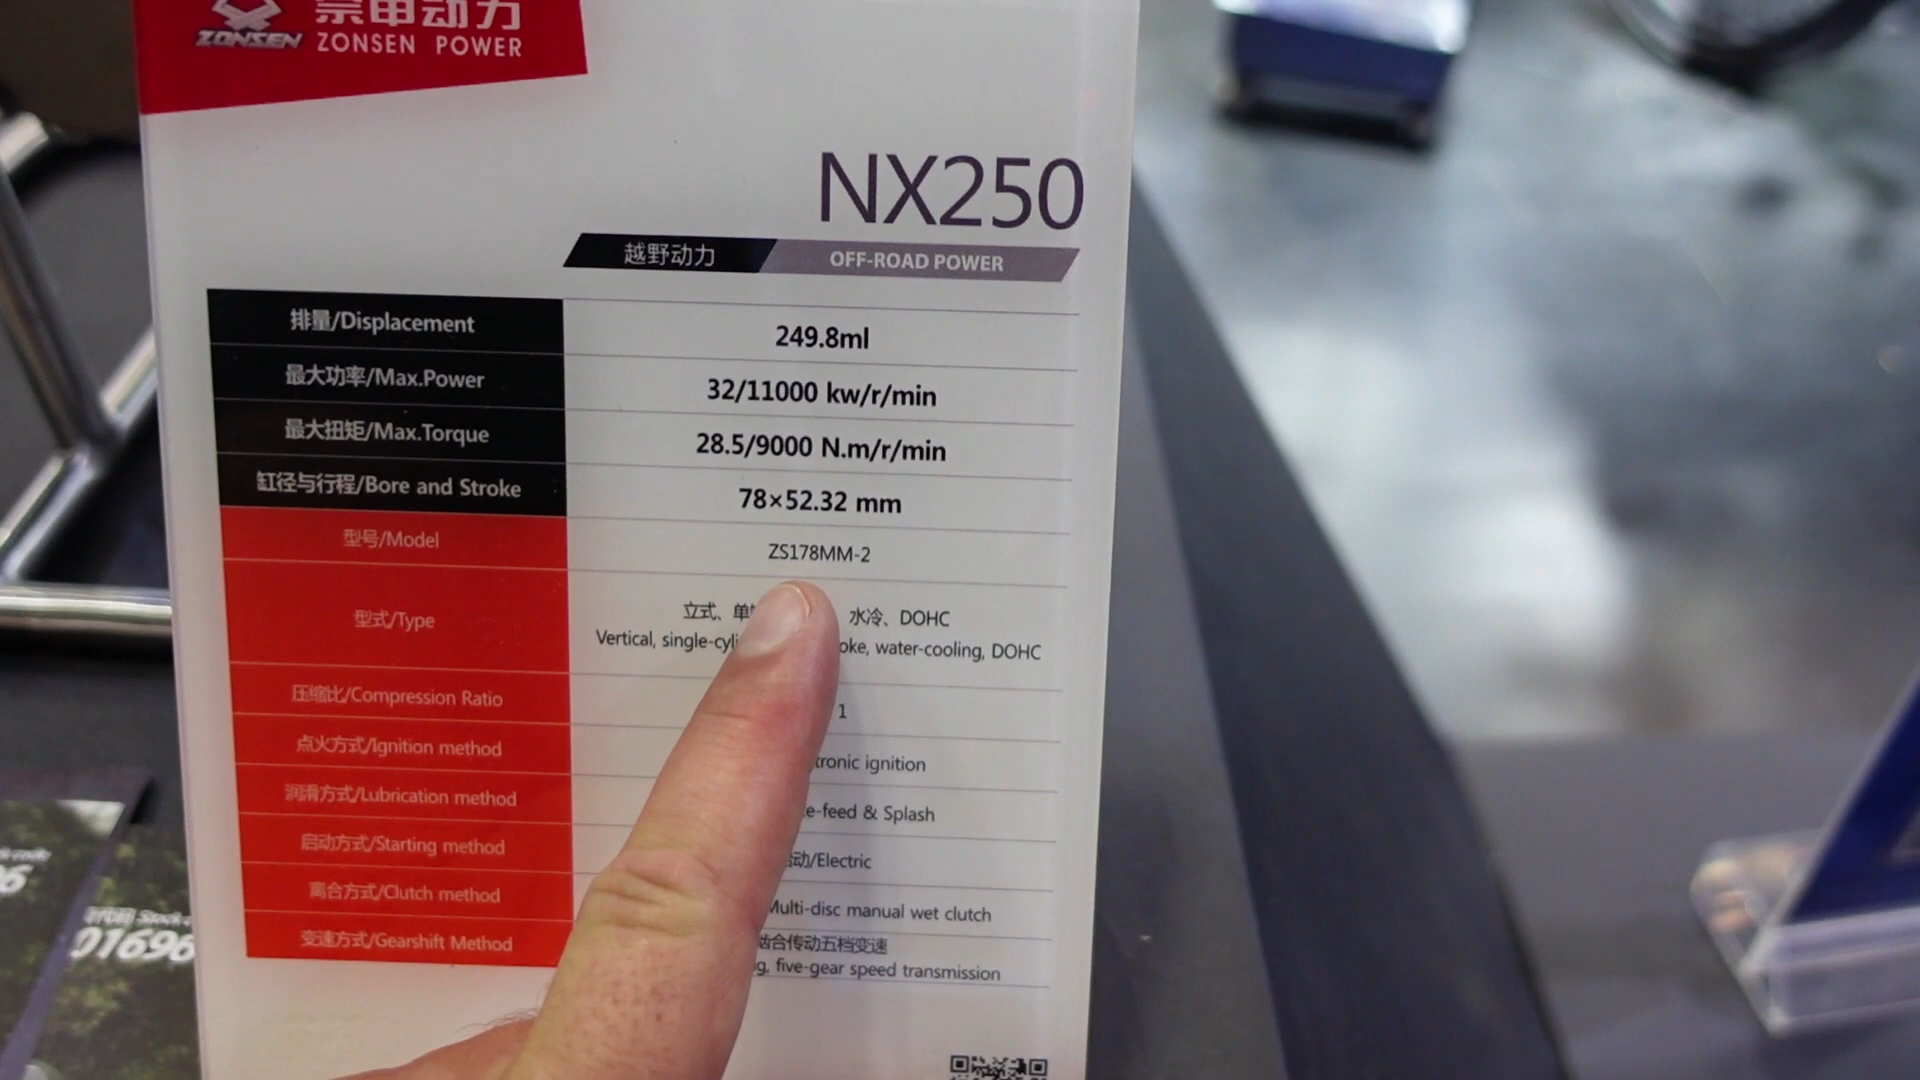 宗申动力
ZONSEN
ZONSEN POWER
NX250
越野动力
OFF-ROAD POWER
排量/Displacement
249.8ml
最大功率/Max.Power
32/11000 kw/r/min
最大扭矩/Max.Torque
28.5/9000 N.m/r/min
缸径与行程/Bore and Stroke
78×52.32 mm
型号/Model
ZS178MM-2
型式/Type
立式、单 水冷、DOHC
Vertical, single-cyli oke, water-cooling, DOHC
压缩比/Compression Ratio
1
点火方式/Ignition method
tronic ignition
润滑方式/Lubrication method
e-feed & Splash
启动方式/Starting method
动/Electric
离合方式/Clutch method
Multi-disc manual wet clutch
变速方式/Gearshift Method
啮合传动五档变速
g, five-gear speed transmission
01696